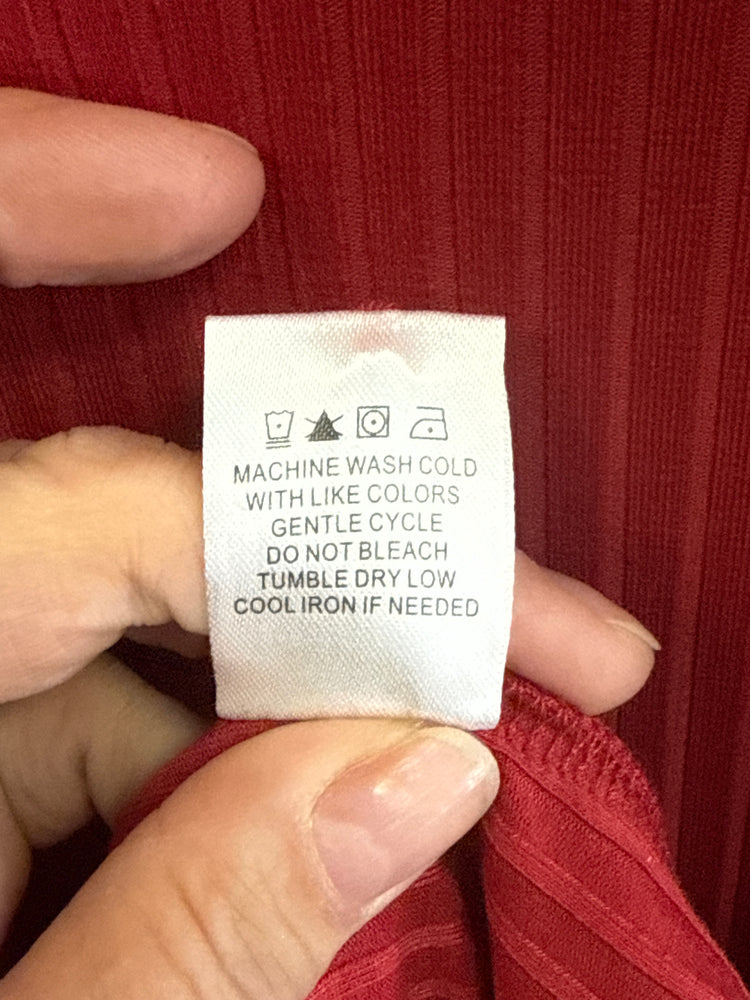 MACHINE WASH COLD
WITH LIKE COLORS
GENTLE CYCLE
DO NOT BLEACH
TUMBLE DRY LOW
COOL IRON IF NEEDED